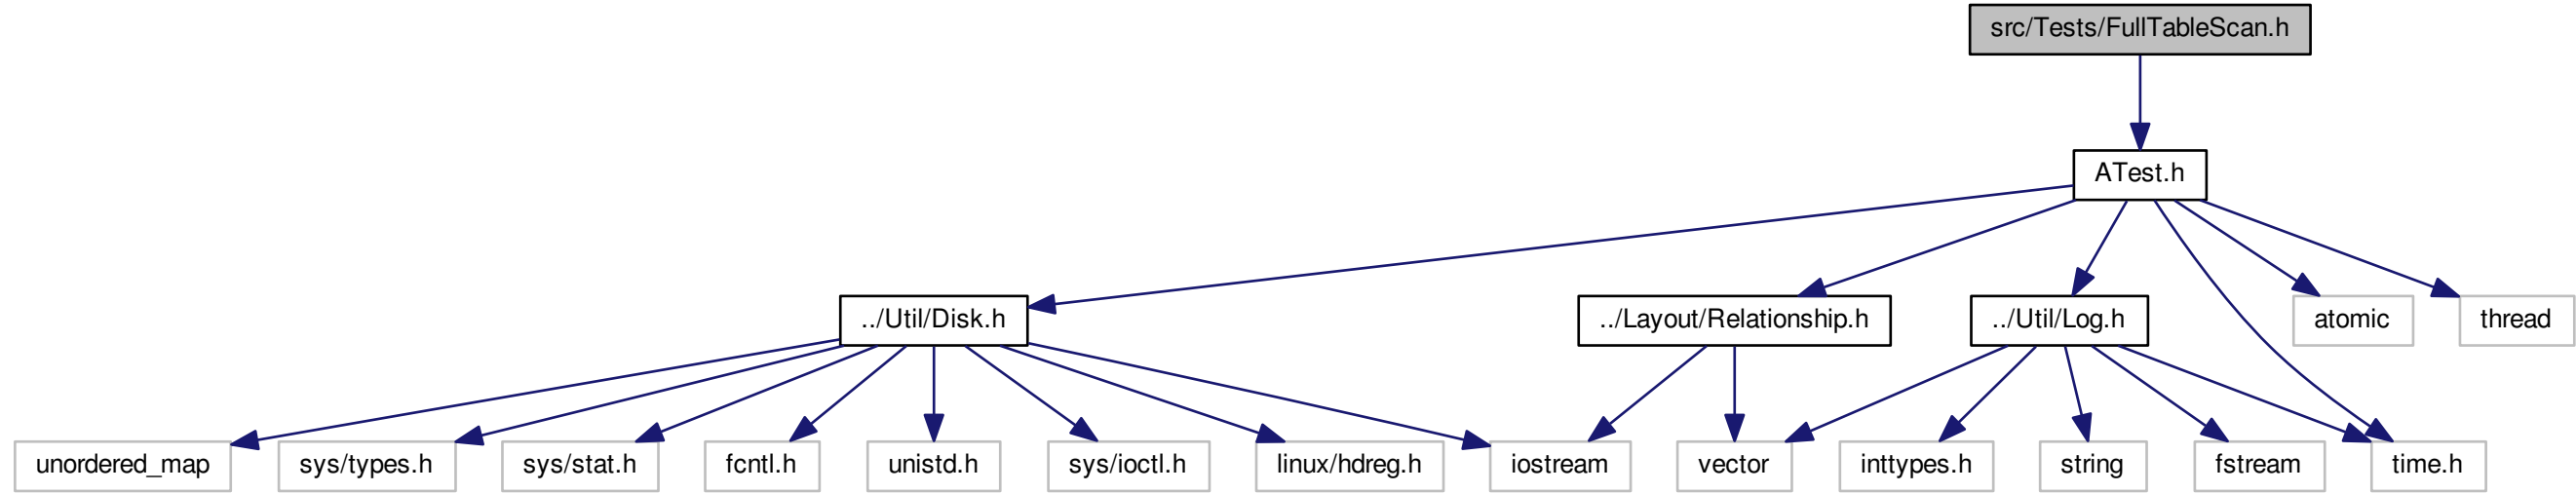 src/Tests/FullTableScan.h
ATest.h
../Util/Disk.h
../Layout/Relationship.h
../Util/Log.h
atomic
thread
unordered_map
sys/types.h
sys/stat.h
fcntl.h
unistd.h
sys/ioctl.h
linux/hdreg.h
iostream
vector
inttypes.h
string
fstream
time.h